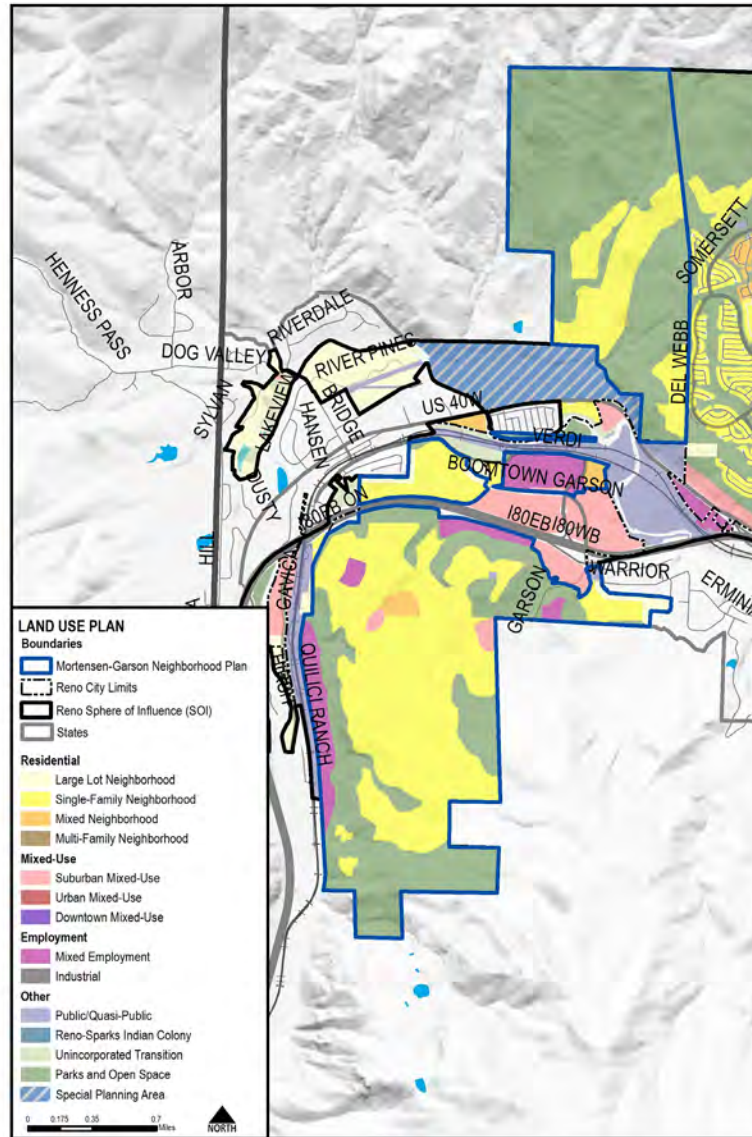 SOMERSETT
ARBOR
HENNESS PASS
RIVERDALE
DOG VALLEY
RIVER PINES
DEL WEBB
SYLVAN
LAKEVIEW
BRIDGE
US 40W
HANSEN
VERDI
BOOMTOWN GARSON
DUSTY
I80EB ON
I80EB I80WB
HILL
GAVICA
WARRIOR
GARSON
QUILICI RANCH
LAND USE PLAN
Boundaries
Mortensen-Garson Neighborhood Plan
Reno City Limits
Reno Sphere of Influence (SOI)
States
Residential
Large Lot Neighborhood
Single-Family Neighborhood
Mixed Neighborhood
Multi-Family Neighborhood
Mixed-Use
Suburban Mixed-Use
Urban Mixed-Use
Downtown Mixed-Use
Employment
Mixed Employment
Industrial
Other
Public/Quasi-Public
Reno-Sparks Indian Colony
Unincorporated Transition
Parks and Open Space
Special Planning Area
0 0.175 0.35 0.7
Miles
NORTH